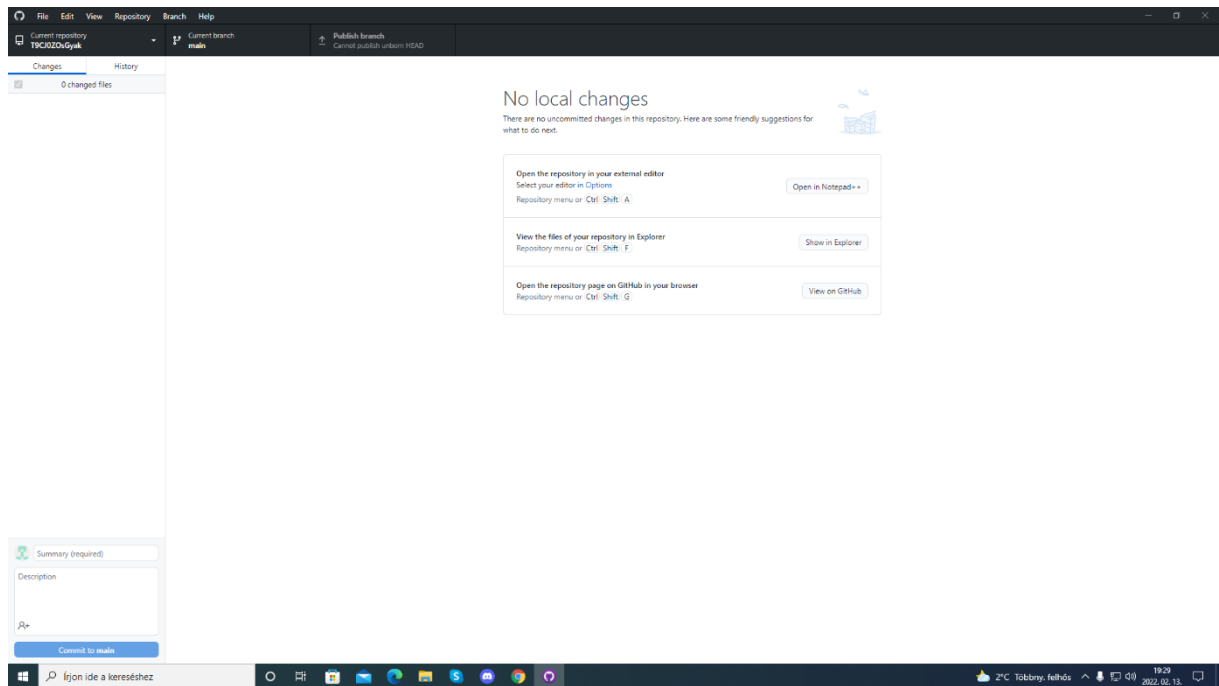 File Edit View Repository Branch Help
Current repository
T9CJ0ZOsGyak
Current branch
main
Publish branch
Cannot publish unborn HEAD
Changes History
0 changed files
No local changes
There are no uncommitted changes in this repository. Here are some friendly suggestions for
what to do next.
Open the repository in your external editor
Select your editor in Options
Repository menu or Ctrl Shift A
Open in Notepad++
View the files of your repository in Explorer
Repository menu or Ctrl Shift F
Show in Explorer
Open the repository page on GitHub in your browser
Repository menu or Ctrl Shift G
View on GitHub
Summary (required)
Description
Commit to main
Írjon ide a kereséshez
2°C Többny. felhős
19:29
2022. 02. 13.